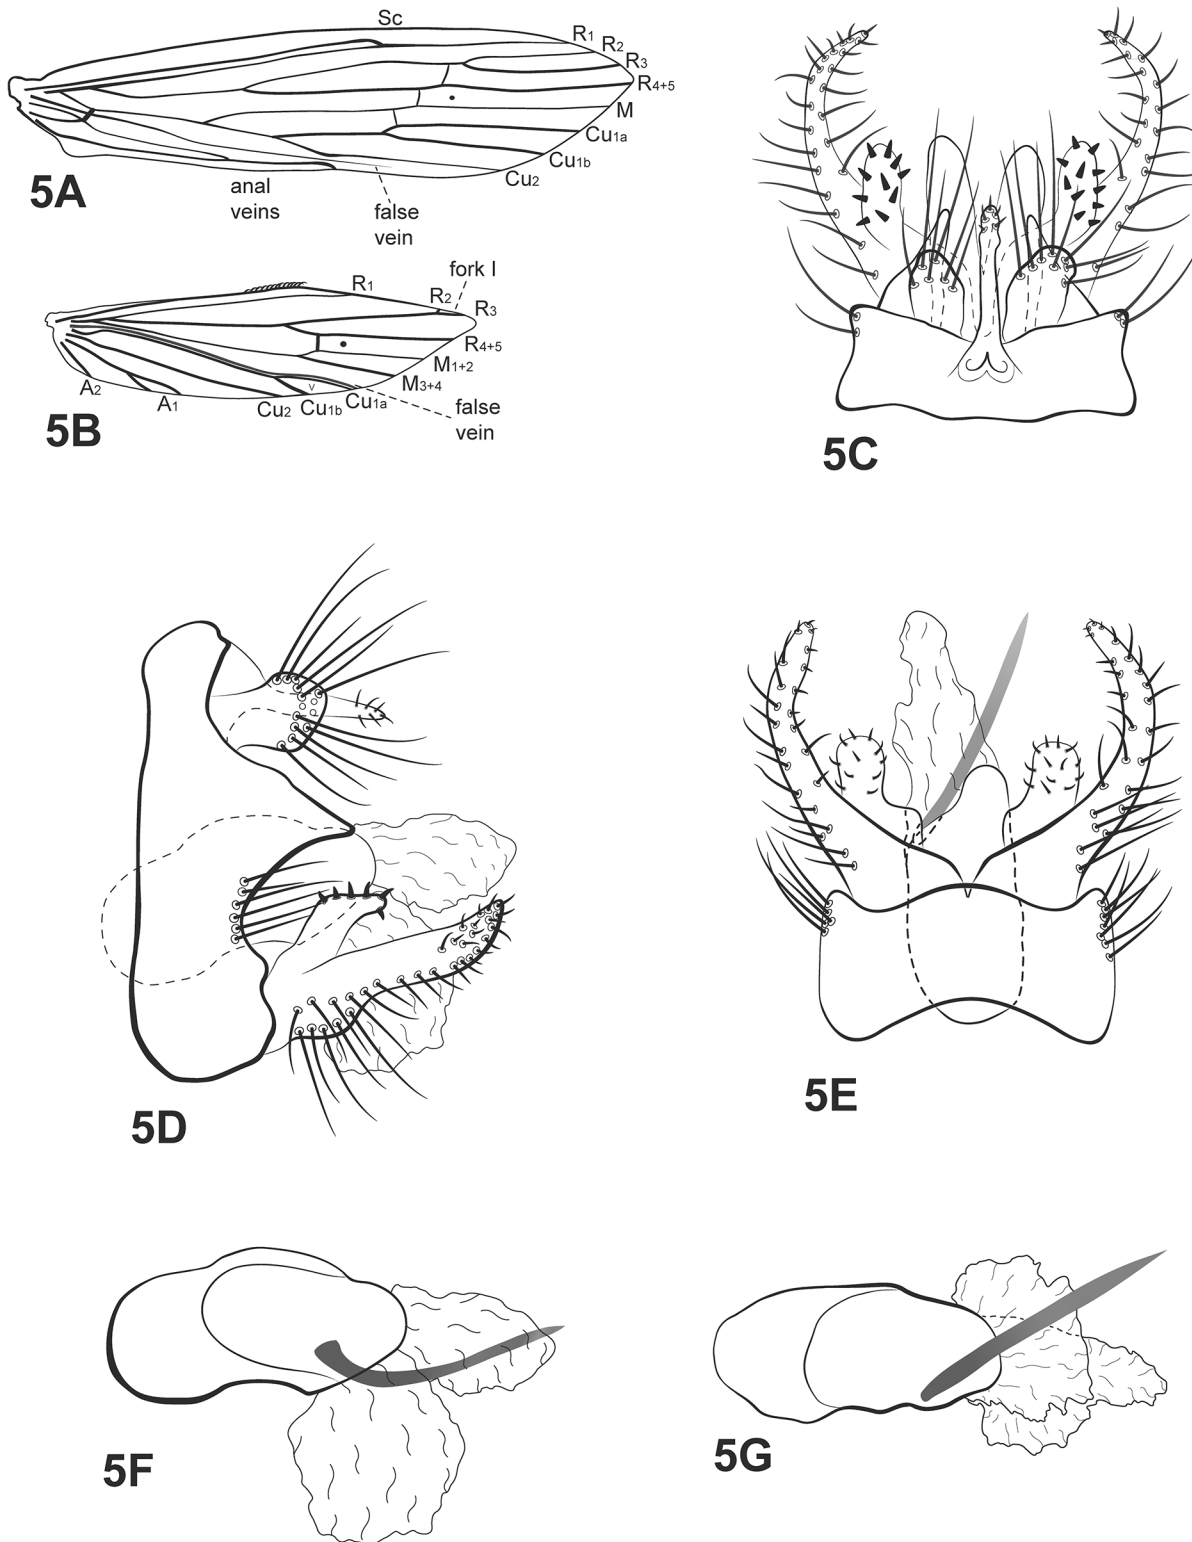 Sc
R1
R2
R3
R4+5
M
Cu1a
Cu1b
Cu2
anal
veins
false
vein
5A
fork I
R1
R2
R3
R4+5
M1+2
M3+4
Cu1a
Cu1b
Cu2
A1
A2
v
false
vein
5B
5C
5D
5E
5F
5G